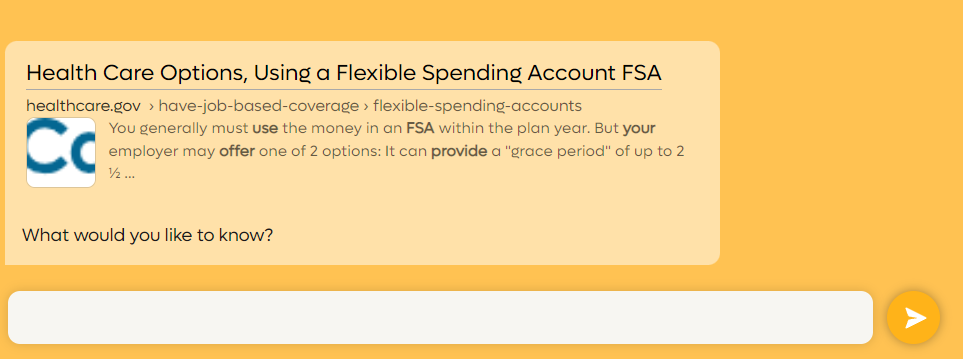 Health Care Options, Using a Flexible Spending Account FSA
healthcare.gov › have-job-based-coverage › flexible-spending-accounts
Co
You generally must use the money in an FSA within the plan year. But your
employer may offer one of 2 options: It can provide a "grace period" of up to 2
½ ...
What would you like to know?